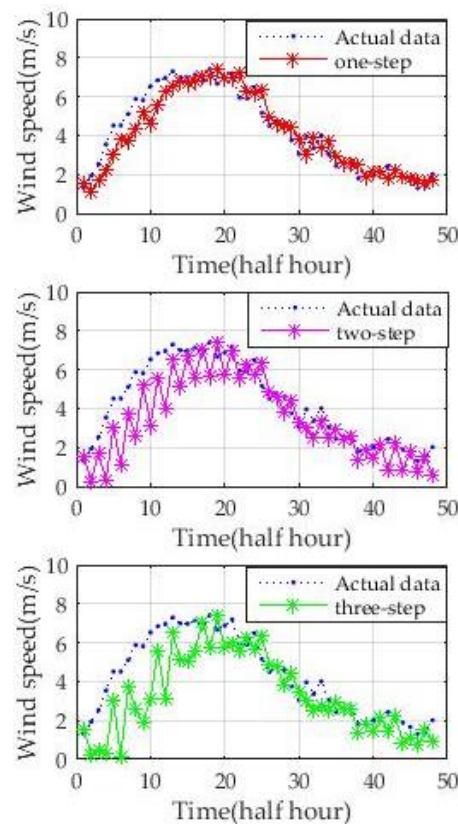 10
8
6
4
2
0
Wind speed(m/s)
Actual data
one-step
0 10 20 30 40 50
Time(half hour)
10
8
6
4
2
0
Wind speed(m/s)
Actual data
two-step
0 10 20 30 40 50
Time(half hour)
10
8
6
4
2
0
Wind speed(m/s)
Actual data
three-step
0 10 20 30 40 50
Time(half hour)